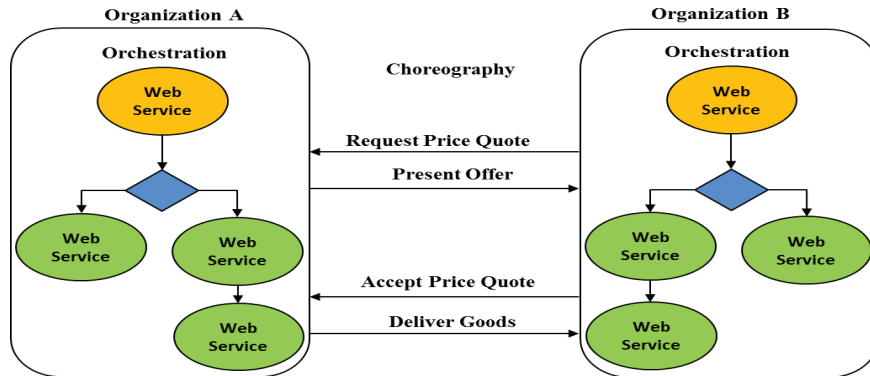 Organization A
Organization B
Orchestration
Orchestration
Choreography
Web
Service
Web
Service
Request Price Quote
Present Offer
Web
Service
Web
Service
Web
Service
Web
Service
Accept Price Quote
Deliver Goods
Web
Service
Web
Service